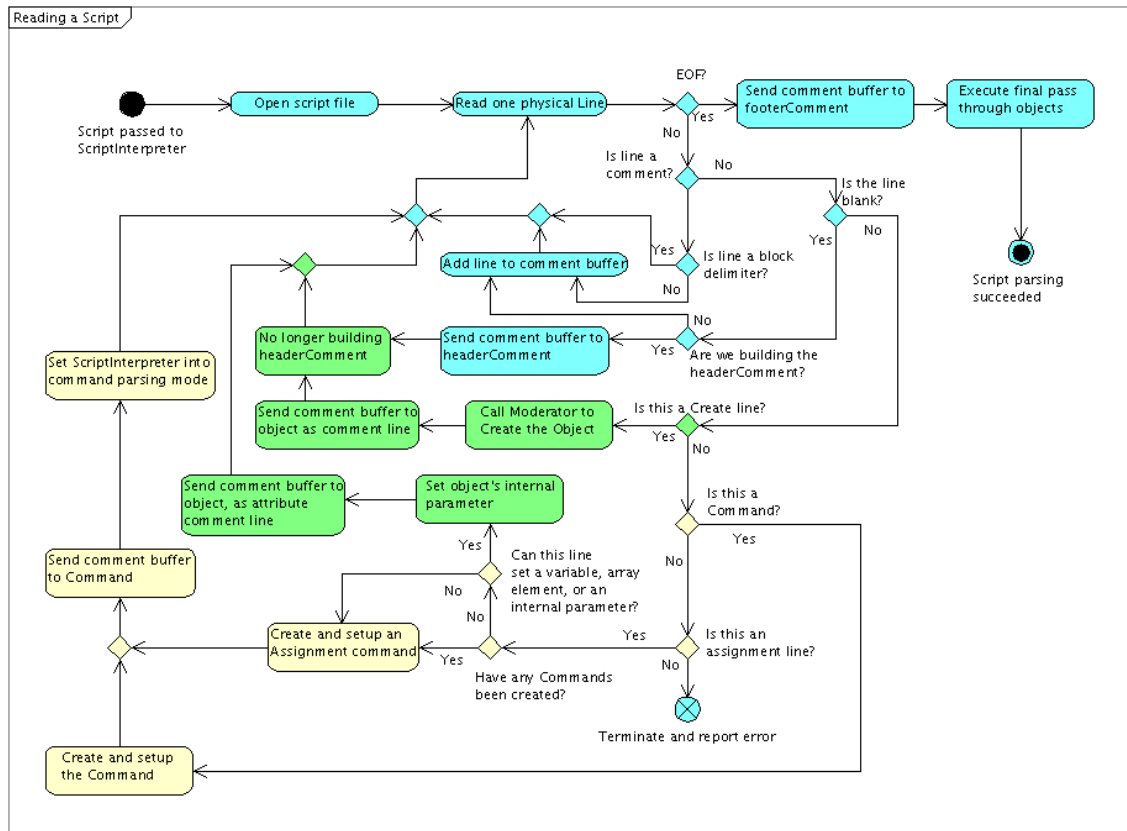 Reading a Script
EOF?
Open script file
Read one physical Line
Send comment buffer to
footerComment
Execute final pass
through objects
Yes
Script passed to
ScriptInterpreter
No
Is line a
comment?
No
Is the line
blank?
Yes
No
Yes
Is line a block
delimiter?
Add line to comment buffer
No
Script parsing
succeeded
No
No longer building
headerComment
Send comment buffer to
headerComment
Yes
Are we building the
headerComment?
Set ScriptInterpreter into
command parsing mode
Send comment buffer to
object as comment line
Call Moderator to
Create the Object
Is this a Create line?
Yes
No
Send comment buffer to
object, as attribute
comment line
Set object's internal
parameter
Is this a
Command?
Yes
Yes
Can this line
set a variable, array
element, or an
internal parameter?
No
Send comment buffer
to Command
No
No
Create and setup an
Assignment command
Yes
Yes
Is this an
assignment line?
No
Have any Commands
been created?
Terminate and report error
Create and setup
the Command